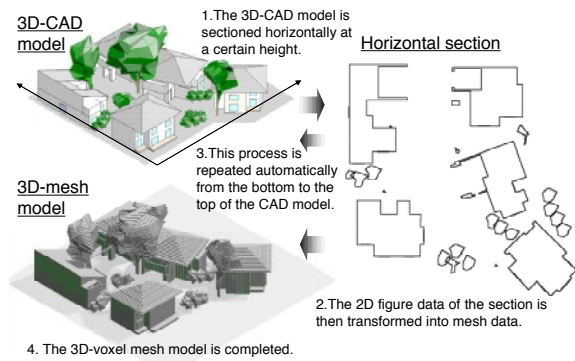 3D-CAD
model
1.The 3D-CAD model is
sectioned horizontally at
a certain height.
Horizontal section
3.This process is
repeated automatically
from the bottom to the
top of the CAD model.
3D-mesh
model
2.The 2D figure data of the section is
then transformed into mesh data.
4. The 3D-voxel mesh model is completed.